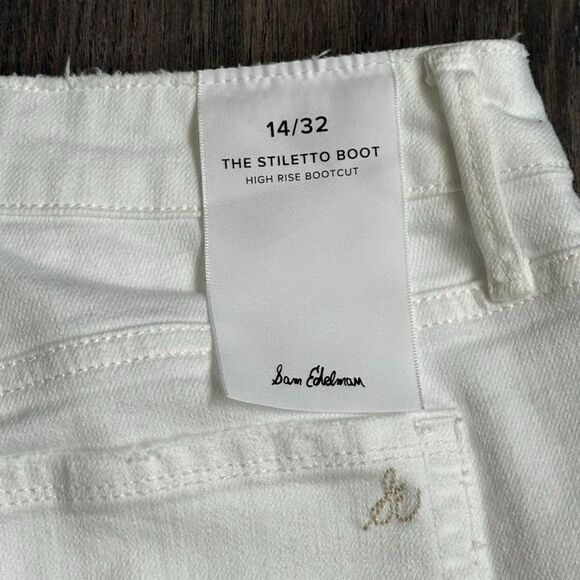 14/32
THE STILETTO BOOT
HIGH RISE BOOTCUT
Sam Edelman